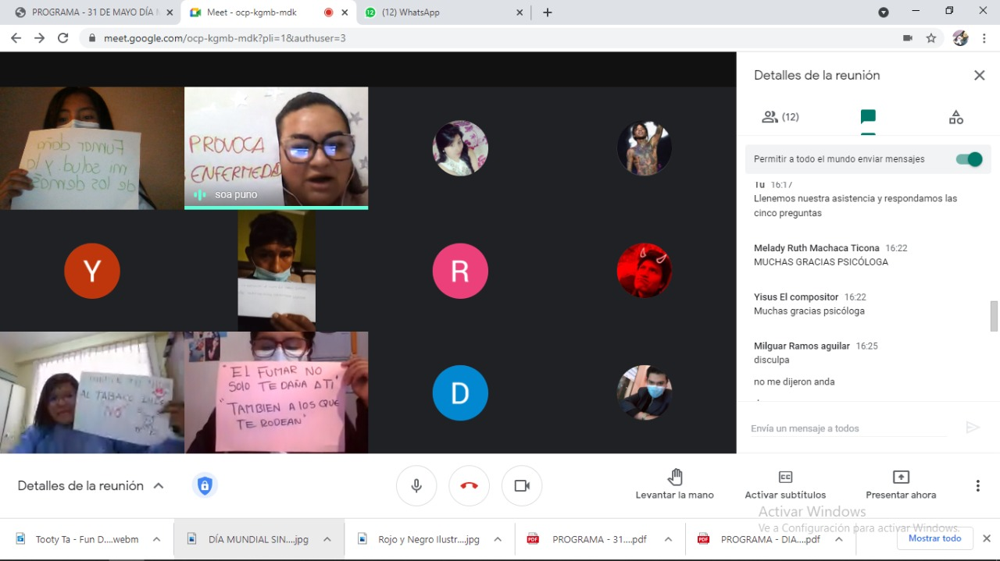 PROGRAMA - 31 DE MAYO DÍA M
Meet - ocp-kgmb-mdk
(12) WhatsApp
meet.google.com/ocp-kgmb-mdk?pli=1&authuser=3
Fumar daña
mi salud y la
de los demás
PROVOCA
ENFERMEDA
soa puno
Y
R
AL TABACO
NO
"EL FUMAR NO
SOLO TE DAÑA A TI"
"TAMBIEN A LOS QUE
TE RODEAN"
D
Detalles de la reunión
(12)
Permitir a todo el mundo enviar mensajes
Tú 16:17
Llenemos nuestra asistencia y respondamos las
cinco preguntas
Melady Ruth Machaca Ticona 16:22
MUCHAS GRACIAS PSICÓLOGA
Yisus El compositor 16:22
Muchas gracias psicóloga
Milguar Ramos aguilar 16:25
disculpa
no me dijeron anda
Envía un mensaje a todos
Detalles de la reunión
Levantar la mano
Activar subtítulos
Presentar ahora
Activar Windows
Ve a Configuración para activar Windows.
Tooty Ta - Fun D....webm
DÍA MUNDIAL SIN....jpg
Rojo y Negro Ilustr....jpg
PROGRAMA - 31....pdf
PROGRAMA - DIA....pdf
Mostrar todo